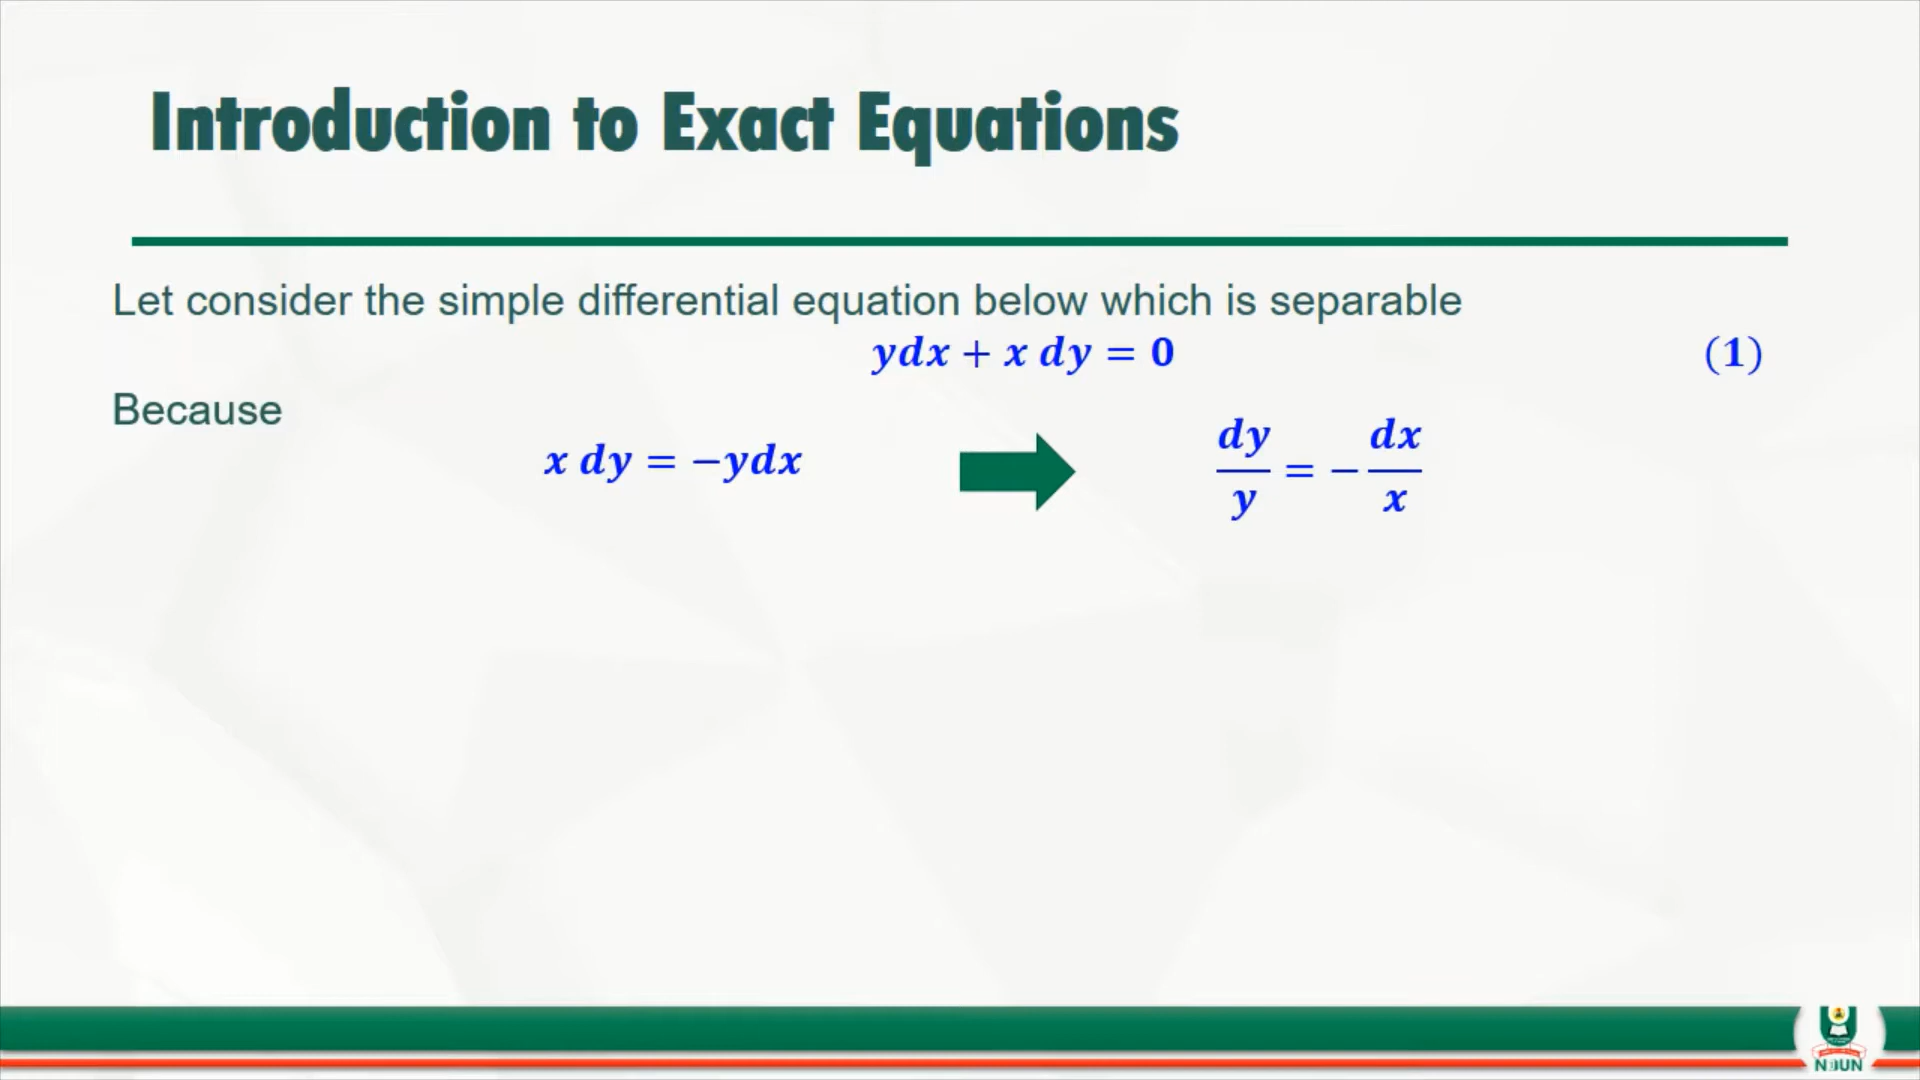 Introduction to Exact Equations
Let consider the simple differential equation below which is separable
ydx + x dy = 0 (1)
Because
x dy = −ydx dy/y = − dx/x
NOUN